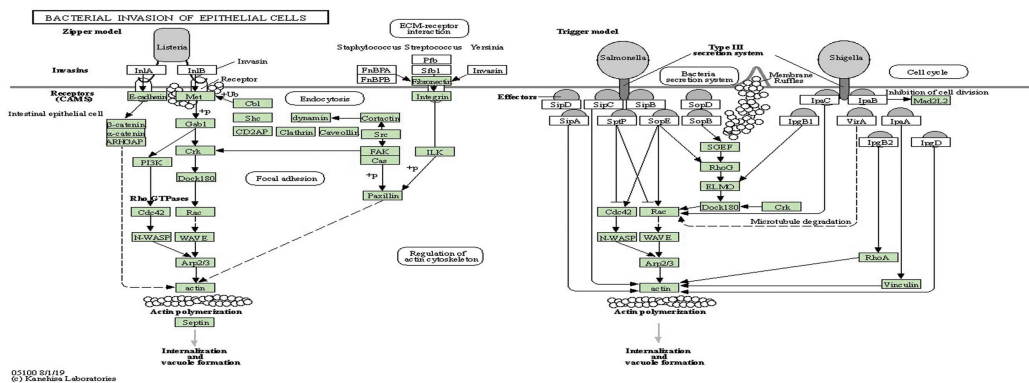 BACTERIAL INVASION OF EPITHELIAL CELLS
Zipper model
Listeria
ECM-receptor
interaction
Staphylococcus Streptococcus Yersinia
Invasins
InlA
InlB
Invasin
Receptor
FnBPA
FnBPB
Pfb
Sfb1
Fibronectin
Invasin
Receptors
(CAMS)
E-cadherin
Met
+Ub
Cbl
Shc
CD2AP
Endocytosis
dynamin
Cortactin
Clathrin
Caveolin
Src
Integrin
Intestinal epithelial cell
β-catenin
α-catenin
ARHGAP
+p
Gab1
PI3K
Crk
FAK
Cas
ILK
Dock180
Focal adhesion
+p
+p
Paxillin
Rho GTPases
Cdc42
Rac
N-WASP
WAVE
Arp2/3
Regulation of
actin cytoskeleton
actin
Actin polymerization
Septin
Internalization
and
vacuole formation
Trigger model
Salmonella
Type III
secretion system
Shigella
Bacteria
secretion system
Membrane
Ruffles
Cell cycle
Effectors
SipD
SipC
SipB
SopD
IpaC
IpaB
Inhibition of cell division
Mad2L2
SipA
SptP
SopE
SopB
IpgB1
VirA
IpaA
IpgB2
IpgD
SGEF
RhoG
ELMO
Dock180
Crk
Cdc42
Rac
Microtubule degradation
N-WASP
WAVE
Arp2/3
RhoA
actin
Vinculin
Actin polymerization
Internalization
and
vacuole formation
05100 8/1/19
(c) Kanehisa Laboratories